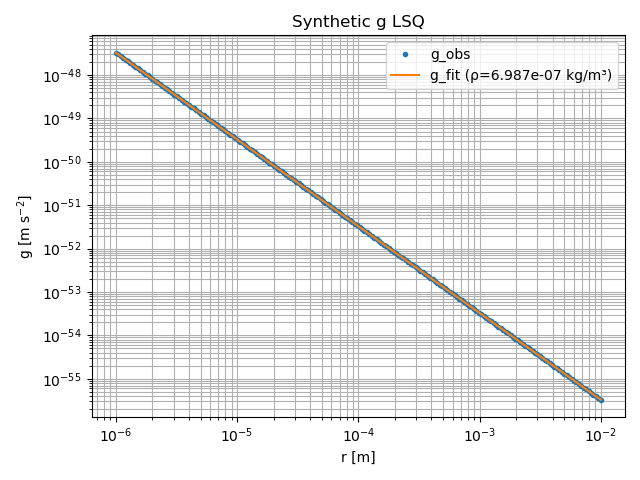 Synthetic g LSQ
g_obs
g_fit (ρ=6.987e-07 kg/m³)
g [m s⁻²]
10⁻⁴⁸
10⁻⁴⁹
10⁻⁵⁰
10⁻⁵¹
10⁻⁵²
10⁻⁵³
10⁻⁵⁴
10⁻⁵⁵
10⁻⁶ 10⁻⁵ 10⁻⁴ 10⁻³ 10⁻²
r [m]